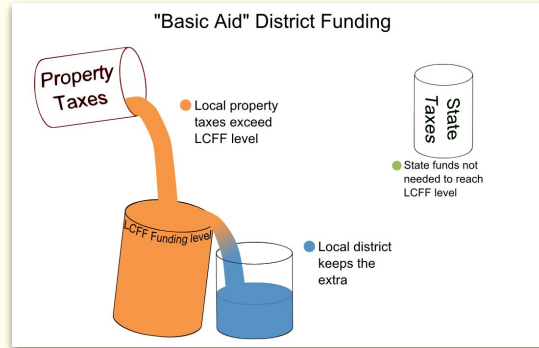 "Basic Aid" District Funding
Property
Taxes
Local property
taxes exceed
LCFF level
State
Taxes
State funds not
needed to reach
LCFF level
LCFF Funding level
Local district
keeps the
extra